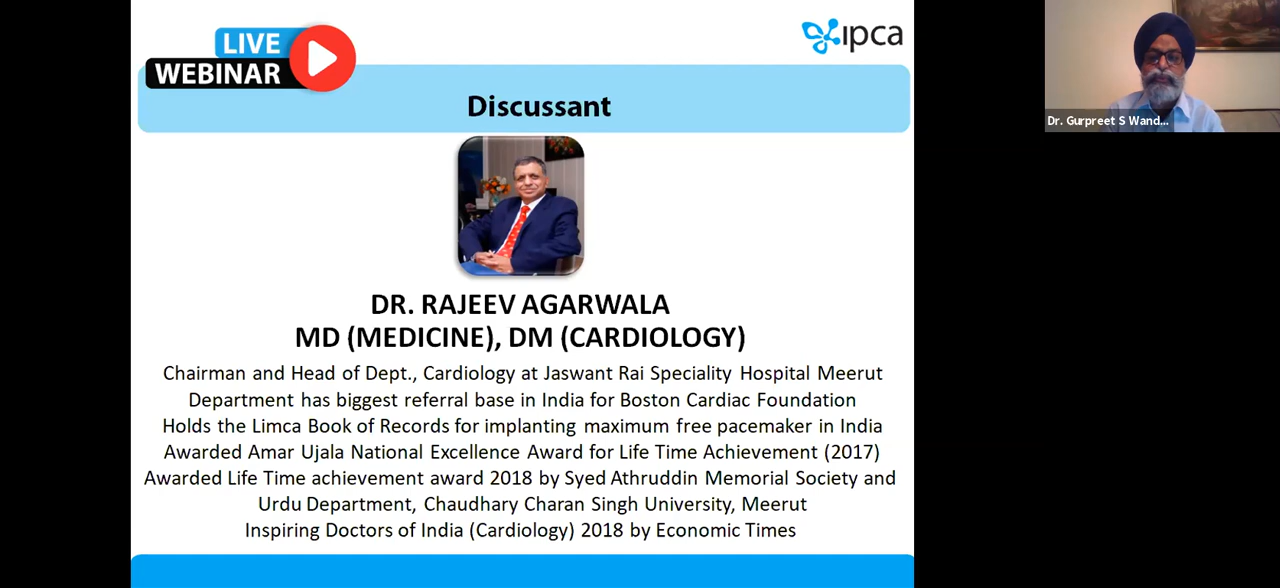 LIVE
WEBINAR
ipca
Discussant
DR. RAJEEV AGARWALA
MD (MEDICINE), DM (CARDIOLOGY)
Chairman and Head of Dept., Cardiology at Jaswant Rai Speciality Hospital Meerut
Department has biggest referral base in India for Boston Cardiac Foundation
Holds the Limca Book of Records for implanting maximum free pacemaker in India
Awarded Amar Ujala National Excellence Award for Life Time Achievement (2017)
Awarded Life Time achievement award 2018 by Syed Athruddin Memorial Society and
Urdu Department, Chaudhary Charan Singh University, Meerut
Inspiring Doctors of India (Cardiology) 2018 by Economic Times
Dr. Gurpreet S Wand...